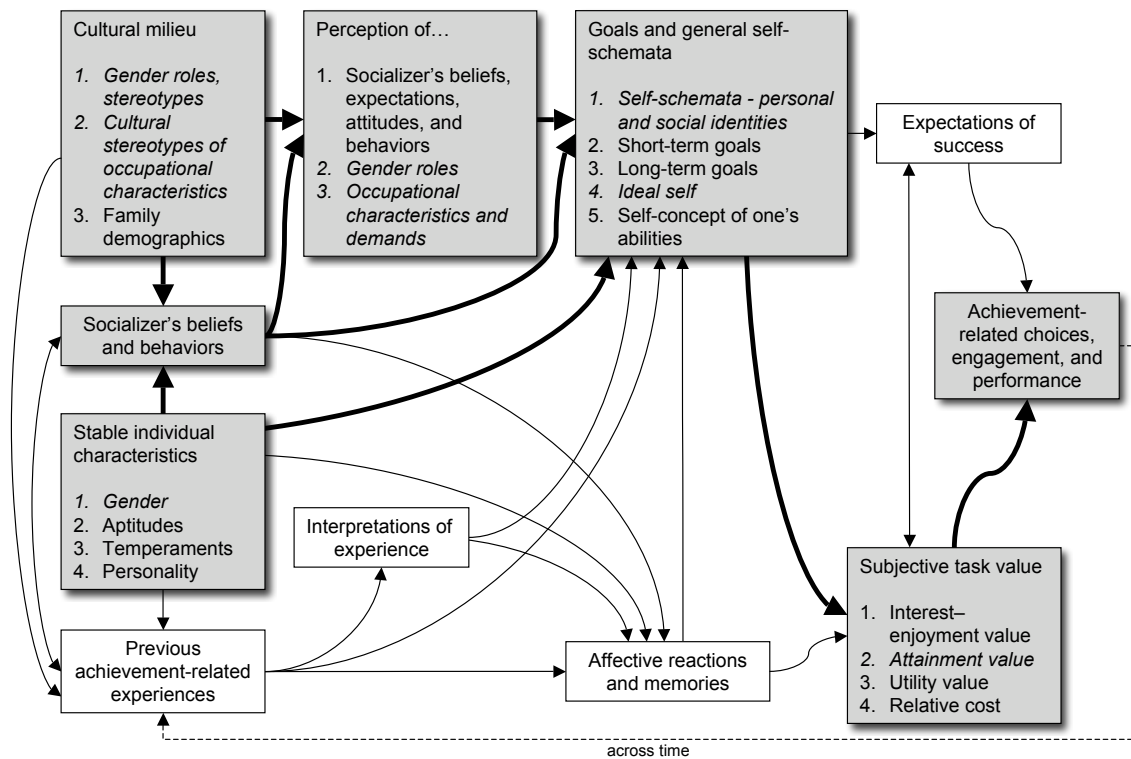 Cultural milieu
1. Gender roles,
stereotypes
2. Cultural
stereotypes of
occupational
characteristics
3. Family
demographics
Perception of…
1. Socializer's beliefs,
expectations,
attitudes, and
behaviors
2. Gender roles
3. Occupational
characteristics and
demands
Goals and general self-
schemata
1. Self-schemata - personal
and social identities
2. Short-term goals
3. Long-term goals
4. Ideal self
5. Self-concept of one's
abilities
Expectations of
success
Socializer's beliefs
and behaviors
Achievement-
related choices,
engagement, and
performance
Stable individual
characteristics
1. Gender
2. Aptitudes
3. Temperaments
4. Personality
Interpretations of
experience
Subjective task value
1. Interest–
enjoyment value
2. Attainment value
3. Utility value
4. Relative cost
Previous
achievement-related
experiences
Affective reactions
and memories
across time